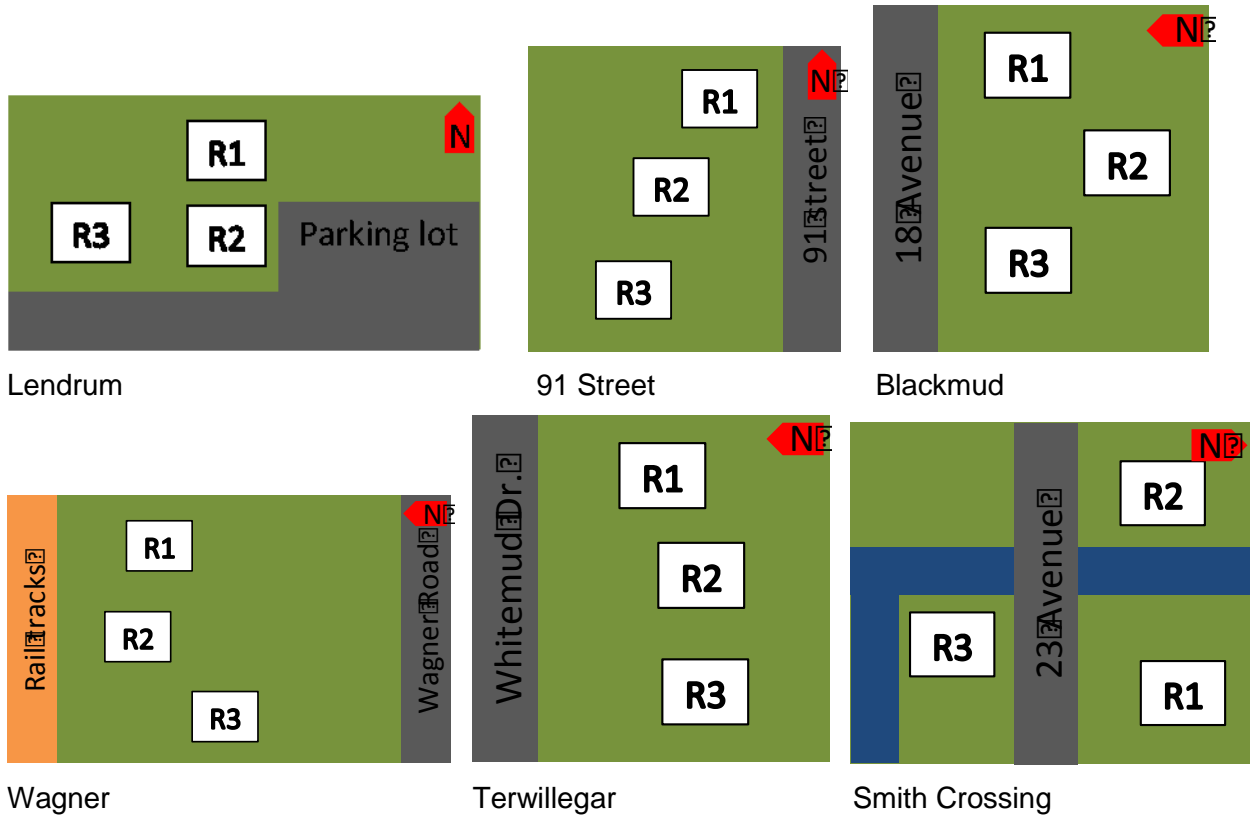 R1
N
R3
R2
Parking lot
Lendrum
N
R1
R2
R3
91 street
91 Street
N
R1
R2
R3
18 Avenue
Blackmud
Rail tracks
R1
R2
R3
N
Wagner Road
Wagner
Whitemud Dr.
N
R1
R2
R3
Terwillegar
N
R2
23 Avenue
R3
R1
Smith Crossing